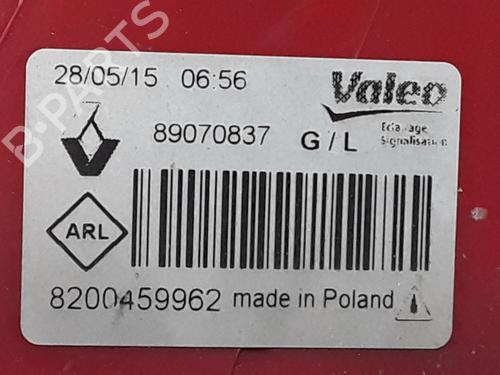 28/05/15 06:56
Valeo
Eclairage
Signalisation
89070837 G/L
ARL
8200459962 made in Poland
B-PARTS